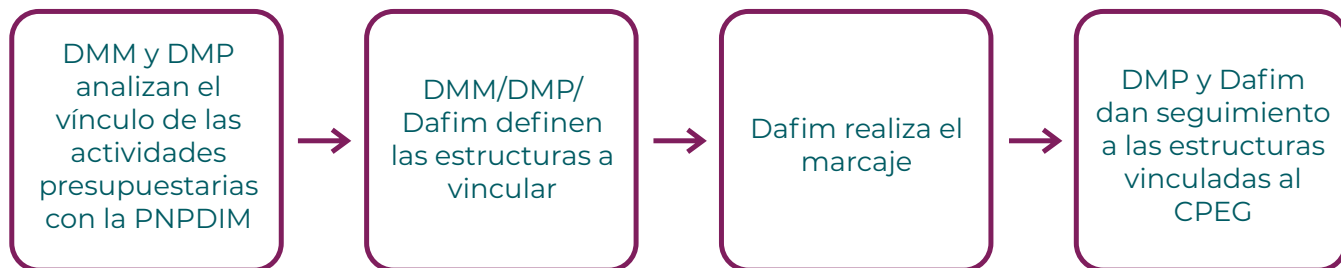 DMM y DMP
analizan el
vínculo de las
actividades
presupuestarias
con la PNPDIM
DMM/DMP/
Dafim definen
las estructuras a
vincular
Dafim realiza el
marcaje
DMP y Dafim
dan seguimiento
a las estructuras
vinculadas al
CPEG